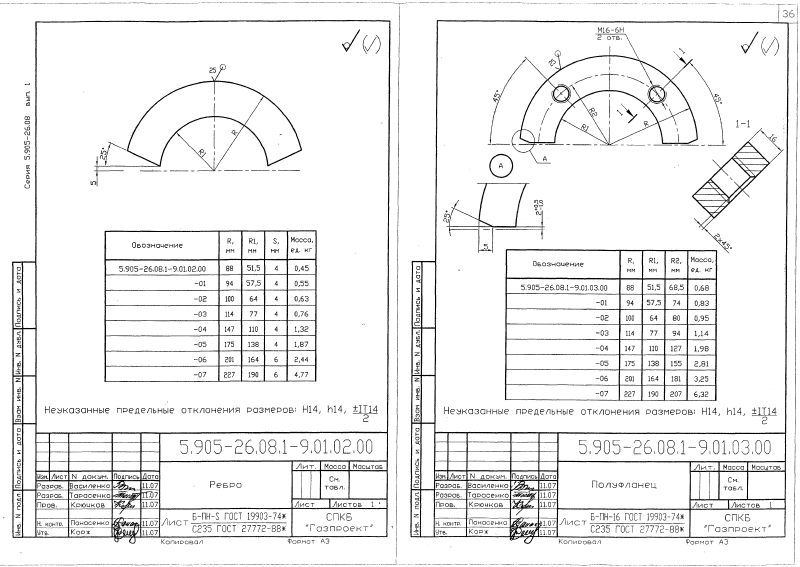 36
Серия 5.905-26.08 вып. 1
25
25°
5
R1
R
Обозначение R, мм R1, мм S, мм Масса, ед. кг
5.905-26.08.1-9.01.02.00 88 51,5 4 0,45
-01 94 57,5 4 0,55
-02 100 64 4 0,63
-03 114 77 4 0,76
-04 147 110 4 1,32
-05 175 138 4 1,87
-06 201 164 6 2,44
-07 227 190 6 4,77
Неуказанные предельные отклонения размеров: H14, h14, ±IT14/2
5.905-26.08.1-9.01.02.00
Изм. Лист N докум. Подпись Дата
Разраб. Василенко 11.07
Разраб. Тарасенко 11.07
Пров. Крючков 11.07
Н. контр. Панасенко 11.07
Утв. Корж 11.07
Ребро
Лит. Масса Масштаб
См. табл.
Лист Листов 1
Лист Б-ПН-S ГОСТ 19903-74*
С235 ГОСТ 27772-88*
СПКБ
"Газпроект"
Копировал Формат А3
Инв. N подл. Подпись и дата Взам инв. N Инв. N дубл. Подпись и дата
М16-6Н
2 отв.
1
45°
45°
R2
R1
R
1
А
1-1
16
2х45°
А
25°
2+0,5-1,0
Обозначение R, мм R1, мм R2, мм Масса, ед. кг
5.905-26.08.1-9.01.03.00 88 51,5 68,5 0,68
-01 94 57,5 74 0,83
-02 100 64 80 0,95
-03 114 77 94 1,14
-04 147 110 127 1,98
-05 175 138 155 2,81
-06 201 164 181 3,25
-07 227 190 207 6,32
Неуказанные предельные отклонения размеров: H14, h14, ±IT14/2
5.905-26.08.1-9.01.03.00
Изм. Лист N докум. Подпись Дата
Разраб. Василенко 11.07
Разраб. Тарасенко 11.07
Пров. Крючков 11.07
Н. контр. Панасенко 11.07
Утв. Корж 11.07
Полуфланец
Лит. Масса Масштаб
См. табл.
Лист Листов 1
Лист Б-ПН-16 ГОСТ 19903-74*
С235 ГОСТ 27772-88*
СПКБ
"Газпроект"
Копировал Формат А3
Инв. N подл. Подпись и дата Взам инв. N Инв. N дубл. Подпись и дата